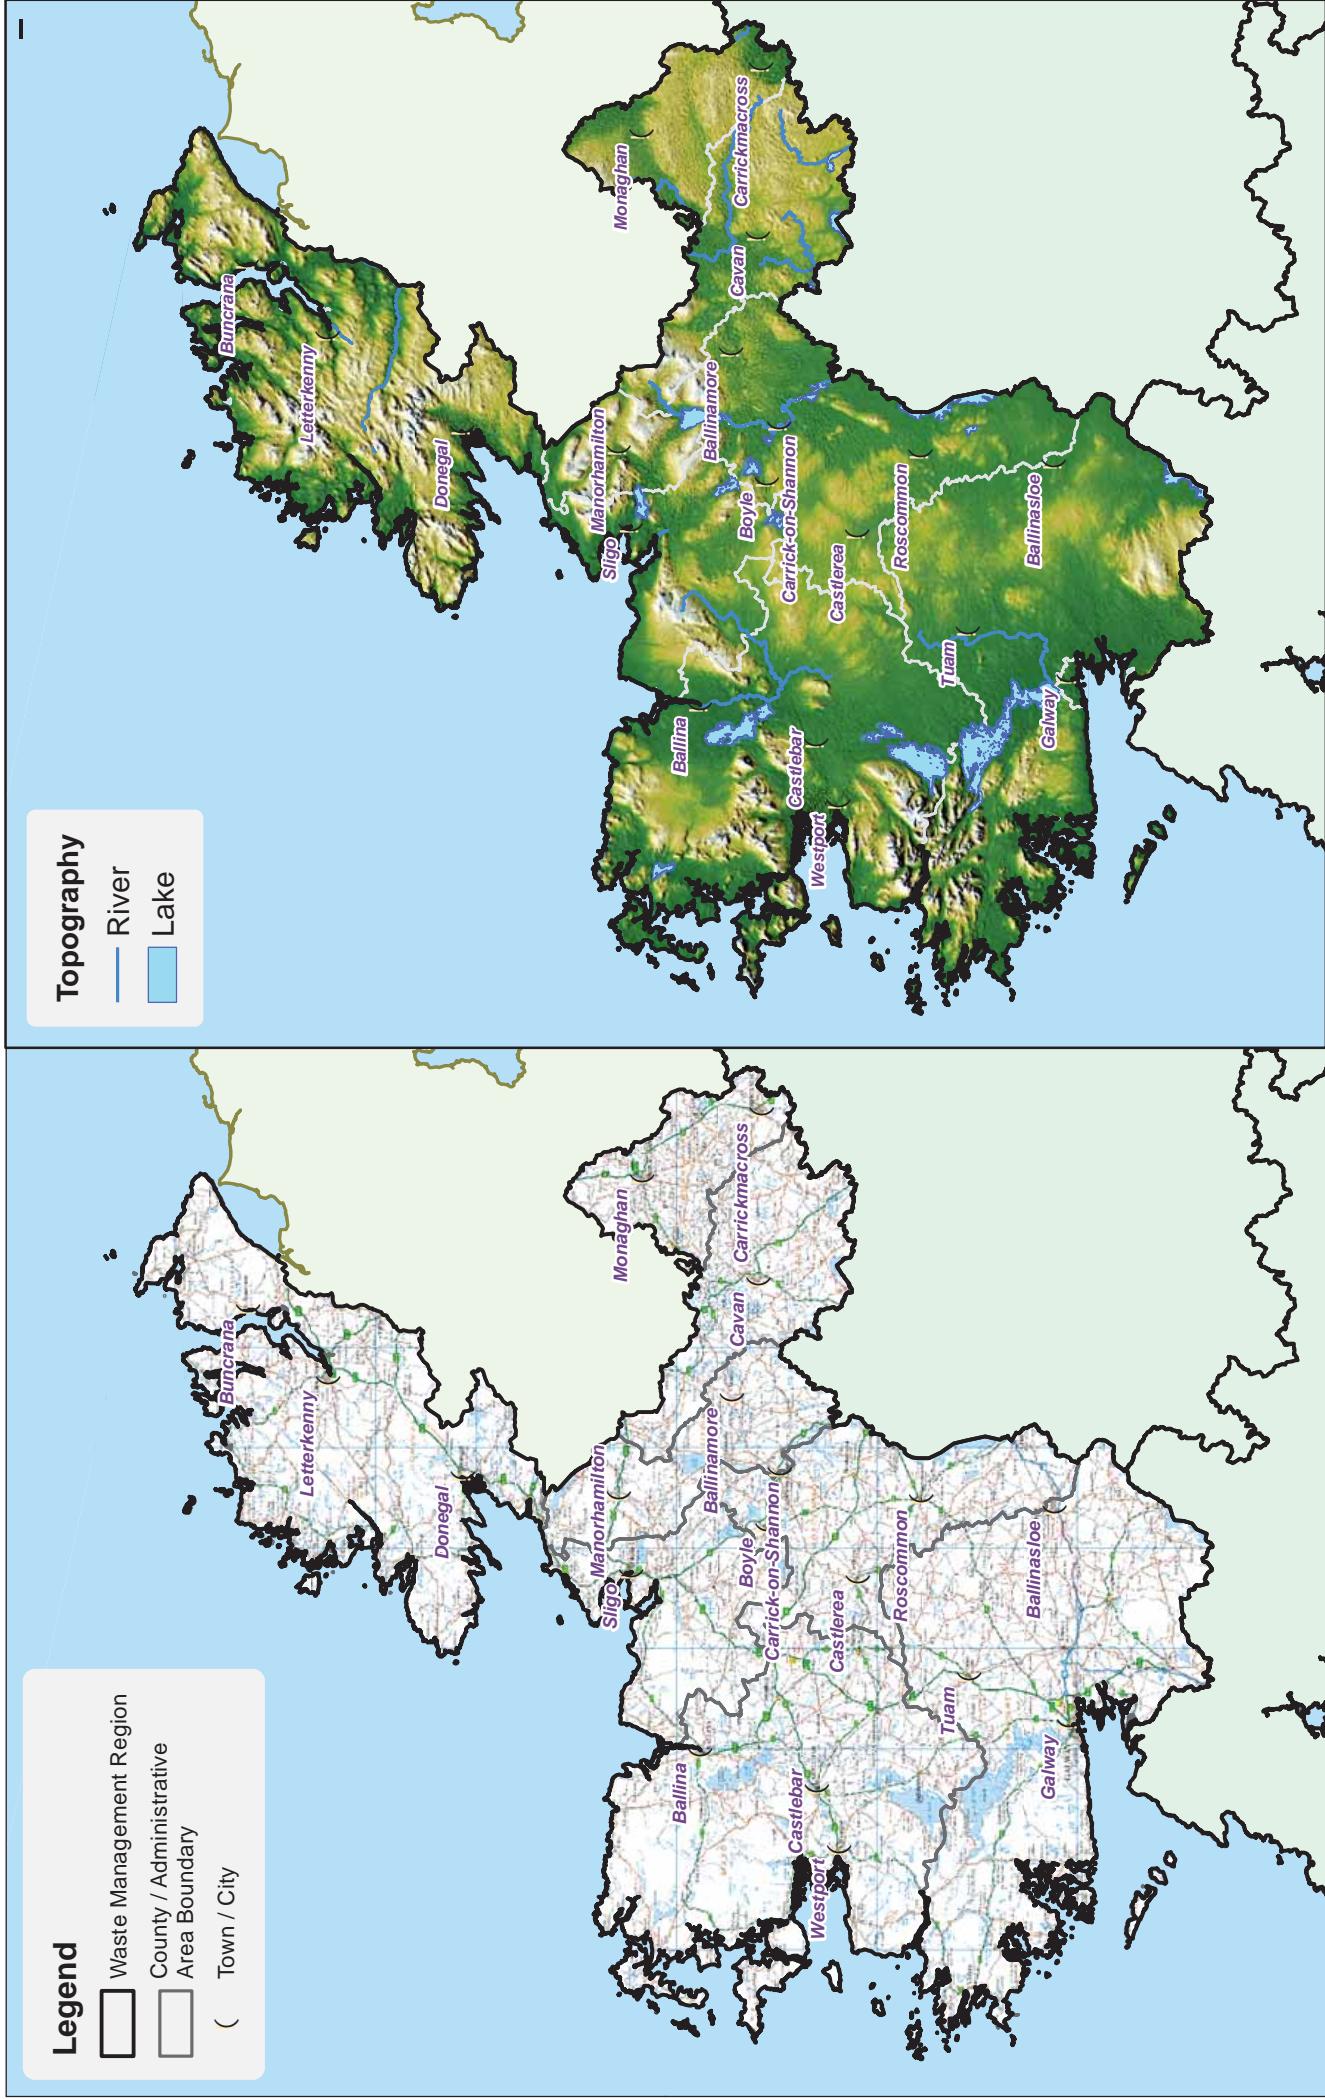 Legend
Waste Management Region
County / Administrative
Area Boundary
Town / City
Buncrana
Letterkenny
Donegal
Monaghan
Manorhamilton
Sligo
Carrickmacross
Cavan
Ballinamore
Boyle
Carrick-on-Shannon
Ballina
Castlebar
Westport
Castlerea
Roscommon
Tuam
Ballinasloe
Galway
Topography
River
Lake
Buncrana
Letterkenny
Donegal
Monaghan
Manorhamilton
Sligo
Carrickmacross
Cavan
Ballinamore
Boyle
Carrick-on-Shannon
Ballina
Castlebar
Westport
Castlerea
Roscommon
Tuam
Ballinasloe
Galway